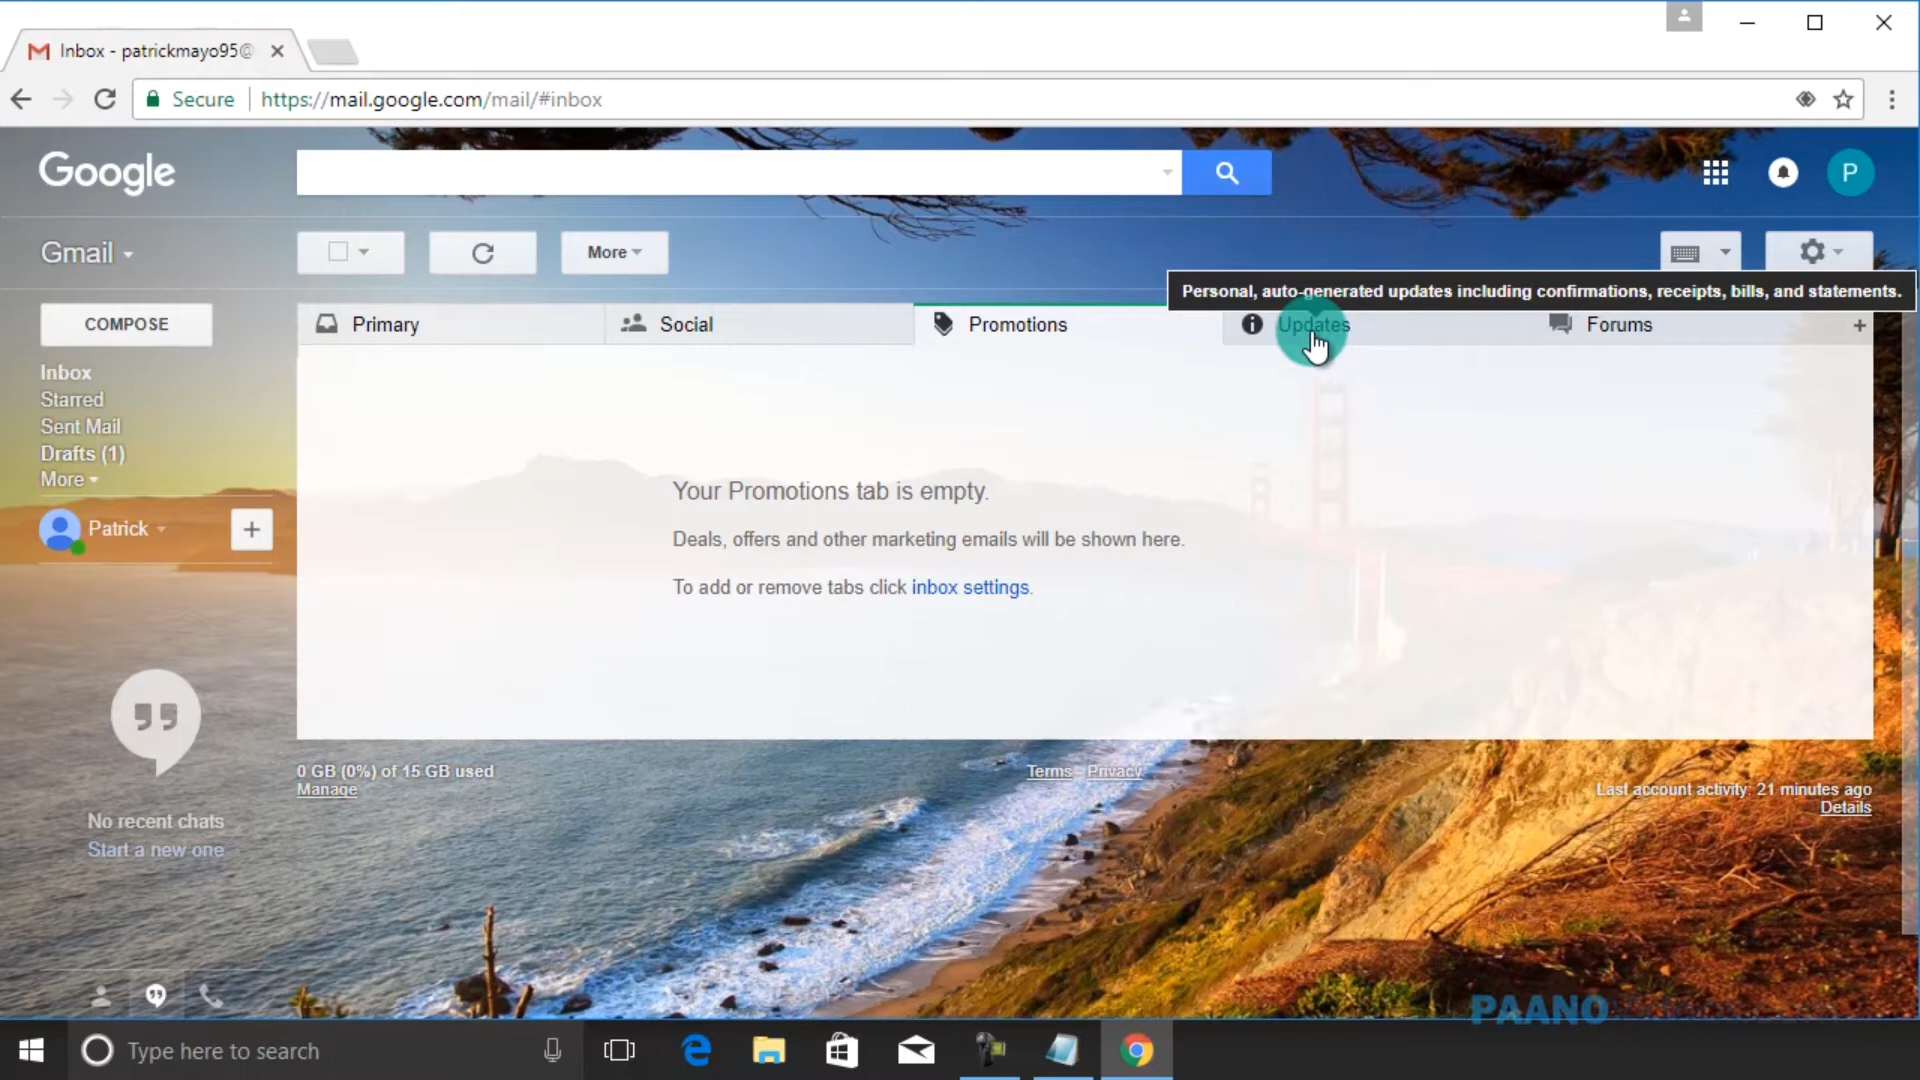 Inbox - patrickmayo95@
Secure https://mail.google.com/mail/#inbox
Google
Gmail
More
Personal, auto-generated updates including confirmations, receipts, bills, and statements.
COMPOSE
Primary
Social
Promotions
Updates
Forums
+
P
Inbox
Starred
Sent Mail
Drafts (1)
More
Patrick
+
Your Promotions tab is empty.
Deals, offers and other marketing emails will be shown here.
To add or remove tabs click inbox settings.
0 GB (0%) of 15 GB used
Manage
Terms - Privacy
Last account activity: 21 minutes ago
Details
No recent chats
Start a new one
PAANO
Type here to search